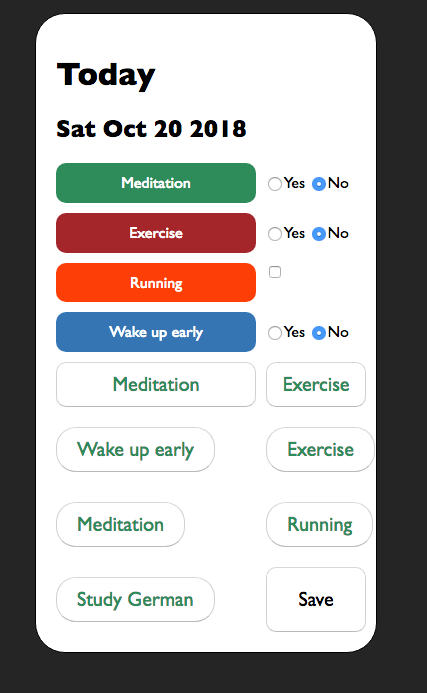 Today
Sat Oct 20 2018
Meditation Yes No
Exercise Yes No
Running
Wake up early Yes No
Meditation Exercise
Wake up early Exercise
Meditation Running
Study German Save